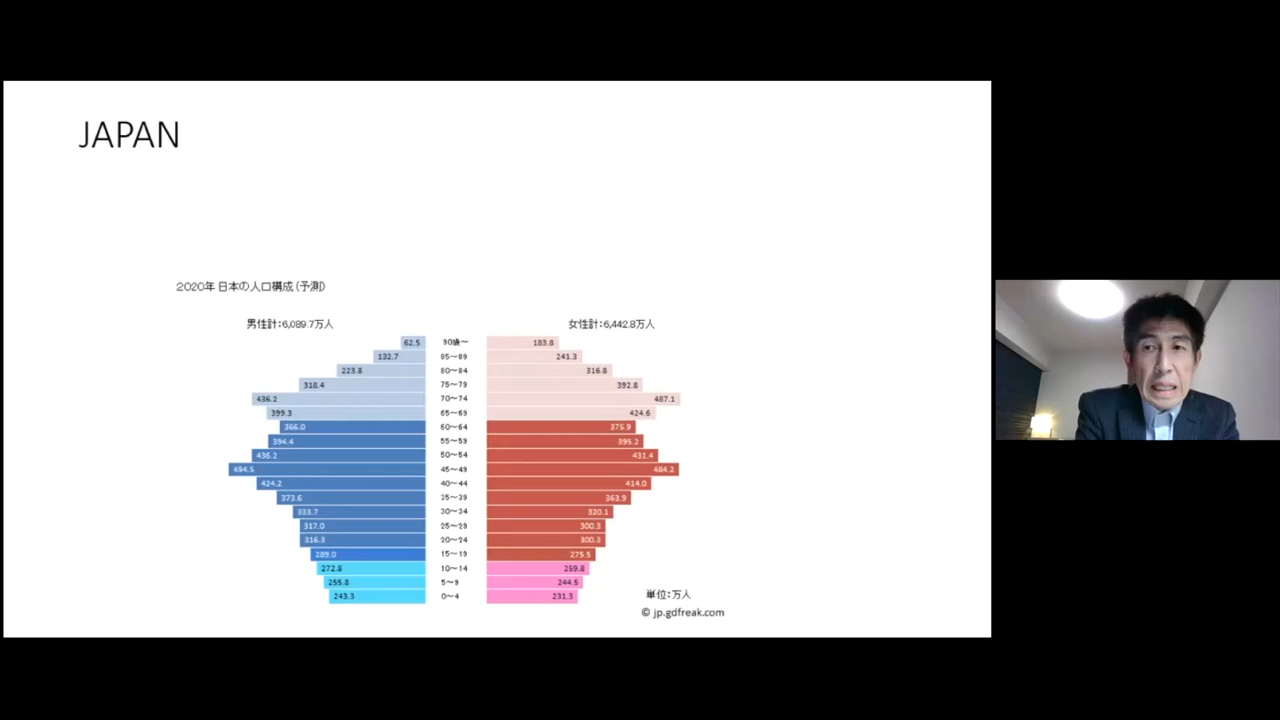 JAPAN
2020年 日本の人口構成(予測)
男性計:6,089.7万人 女性計:6,442.8万人
62.5 90歳～ 183.8
132.7 85～89 241.3
223.8 80～84 316.8
318.4 75～79 392.8
436.2 70～74 487.1
399.3 65～69 424.6
366.0 60～64 375.9
394.4 55～59 395.2
436.2 50～54 431.4
494.5 45～49 484.2
424.2 40～44 414.0
373.6 35～39 363.9
333.7 30～34 320.1
317.0 25～29 300.3
316.3 20～24 300.3
289.0 15～19 275.5
272.8 10～14 259.8
255.8 5～9 244.5
243.3 0～4 231.3
単位:万人
© jp.gdfreak.com